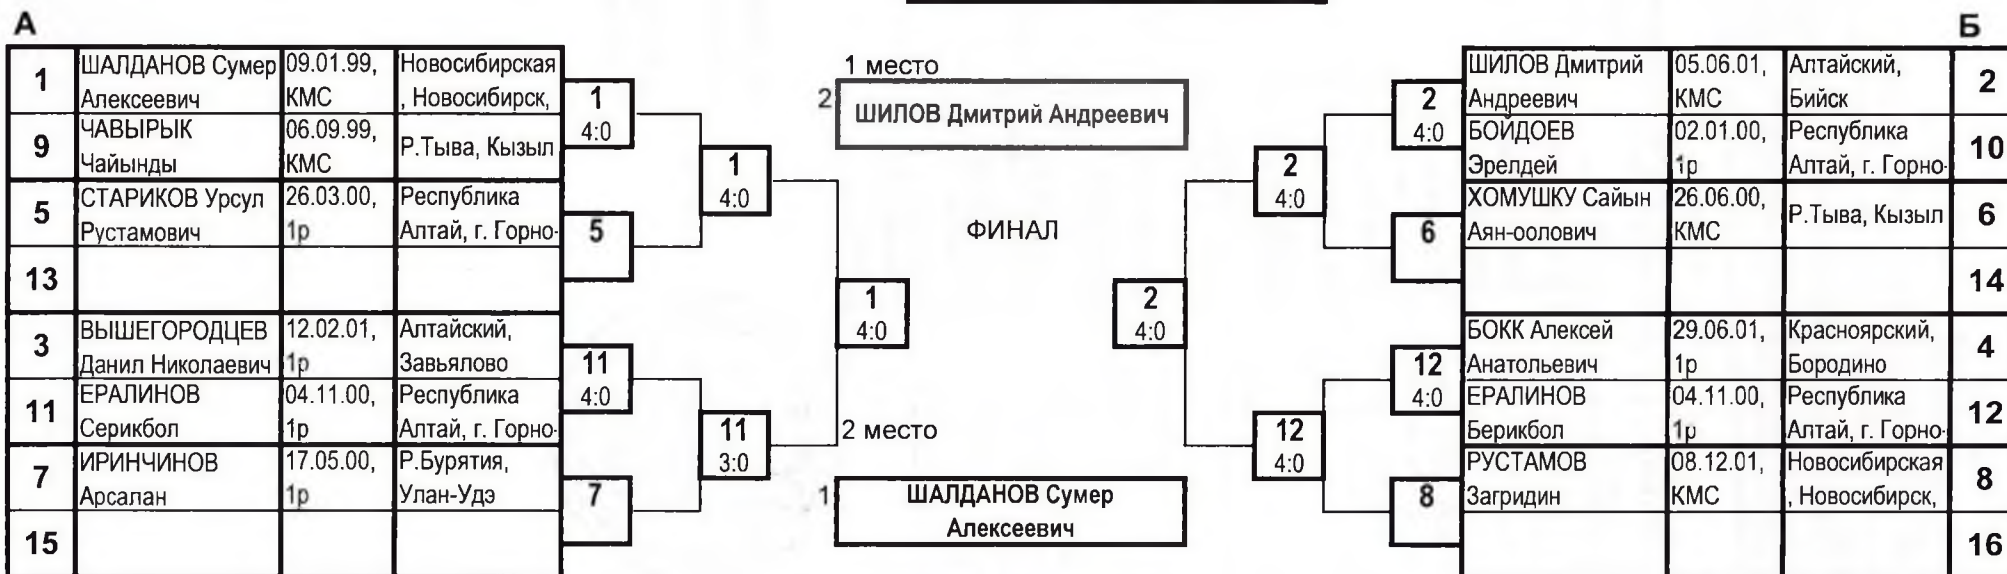 А
Б
1
ШАЛДАНОВ Сумер
Алексеевич
09.01.99,
КМС
Новосибирская
, Новосибирск,
9
ЧАВЫРЫК
Чайынды
06.09.99,
КМС
Р.Тыва, Кызыл
5
СТАРИКОВ Урсул
Рустамович
26.03.00,
1р
Республика
Алтай, г. Горно-
13
3
ВЫШЕГОРОДЦЕВ
Данил Николаевич
12.02.01,
1р
Алтайский,
Завьялово
11
ЕРАЛИНОВ
Серикбол
04.11.00,
1р
Республика
Алтай, г. Горно-
7
ИРИНЧИНОВ
Арсалан
17.05.00,
1р
Р.Бурятия,
Улан-Удэ
15
1
4:0
5
11
4:0
7
1
4:0
11
3:0
1
4:0
1 место
2
ШИЛОВ Дмитрий Андреевич
ФИНАЛ
2 место
1
ШАЛДАНОВ Сумер
Алексеевич
2
4:0
2
4:0
12
4:0
2
4:0
6
12
4:0
8
ШИЛОВ Дмитрий
Андреевич
05.06.01,
КМС
Алтайский,
Бийск
2
БОЙДОЕВ
Эрелдей
02.01.00,
1р
Республика
Алтай, г. Горно-
10
ХОМУШКУ Сайын
Аян-оолович
26.06.00,
КМС
Р.Тыва, Кызыл
6
14
БОКК Алексей
Анатольевич
29.06.01,
1р
Красноярский,
Бородино
4
ЕРАЛИНОВ
Берикбол
04.11.00,
1р
Республика
Алтай, г. Горно-
12
РУСТАМОВ
Загридин
08.12.01,
КМС
Новосибирская
, Новосибирск,
8
16